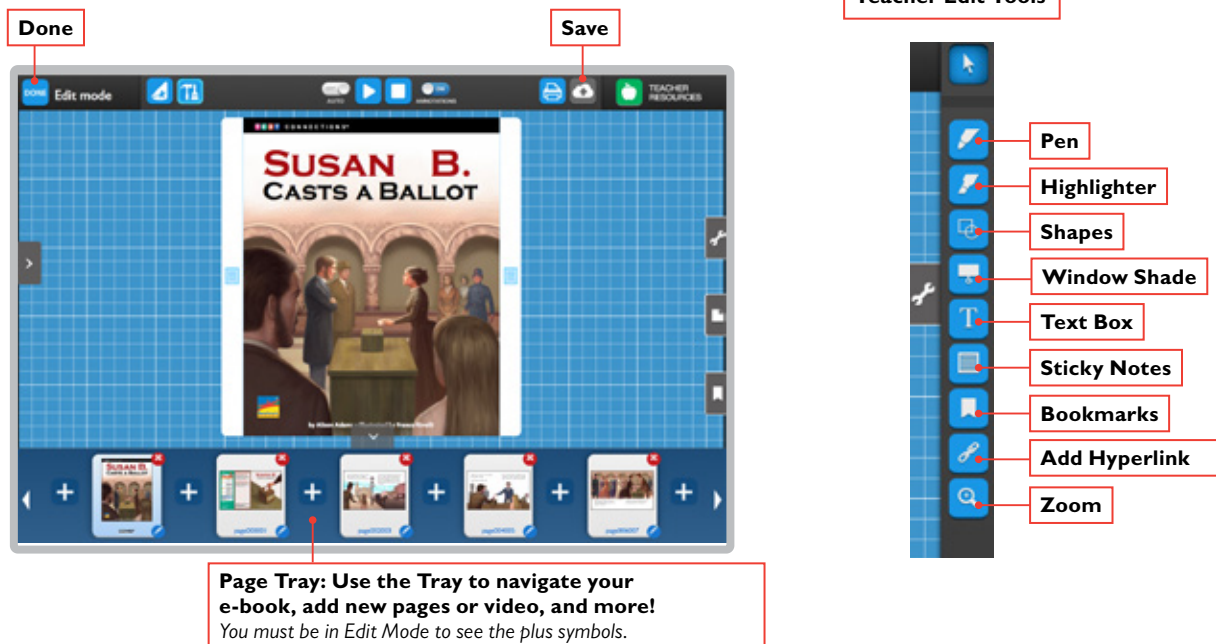 Teacher Edit Tools
Done
Save
DONE
Edit mode
AUTO
ANNOTATIONS
TEACHER
RESOURCES
CONNECTIONS
SUSAN B.
CASTS A BALLOT
by Alison Adams
SUSAN B.
CASTS A BALLOT
Page Tray: Use the Tray to navigate your
e-book, add new pages or video, and more!
You must be in Edit Mode to see the plus symbols.
Pen
Highlighter
Shapes
Window Shade
T
Text Box
Sticky Notes
Bookmarks
Add Hyperlink
Zoom